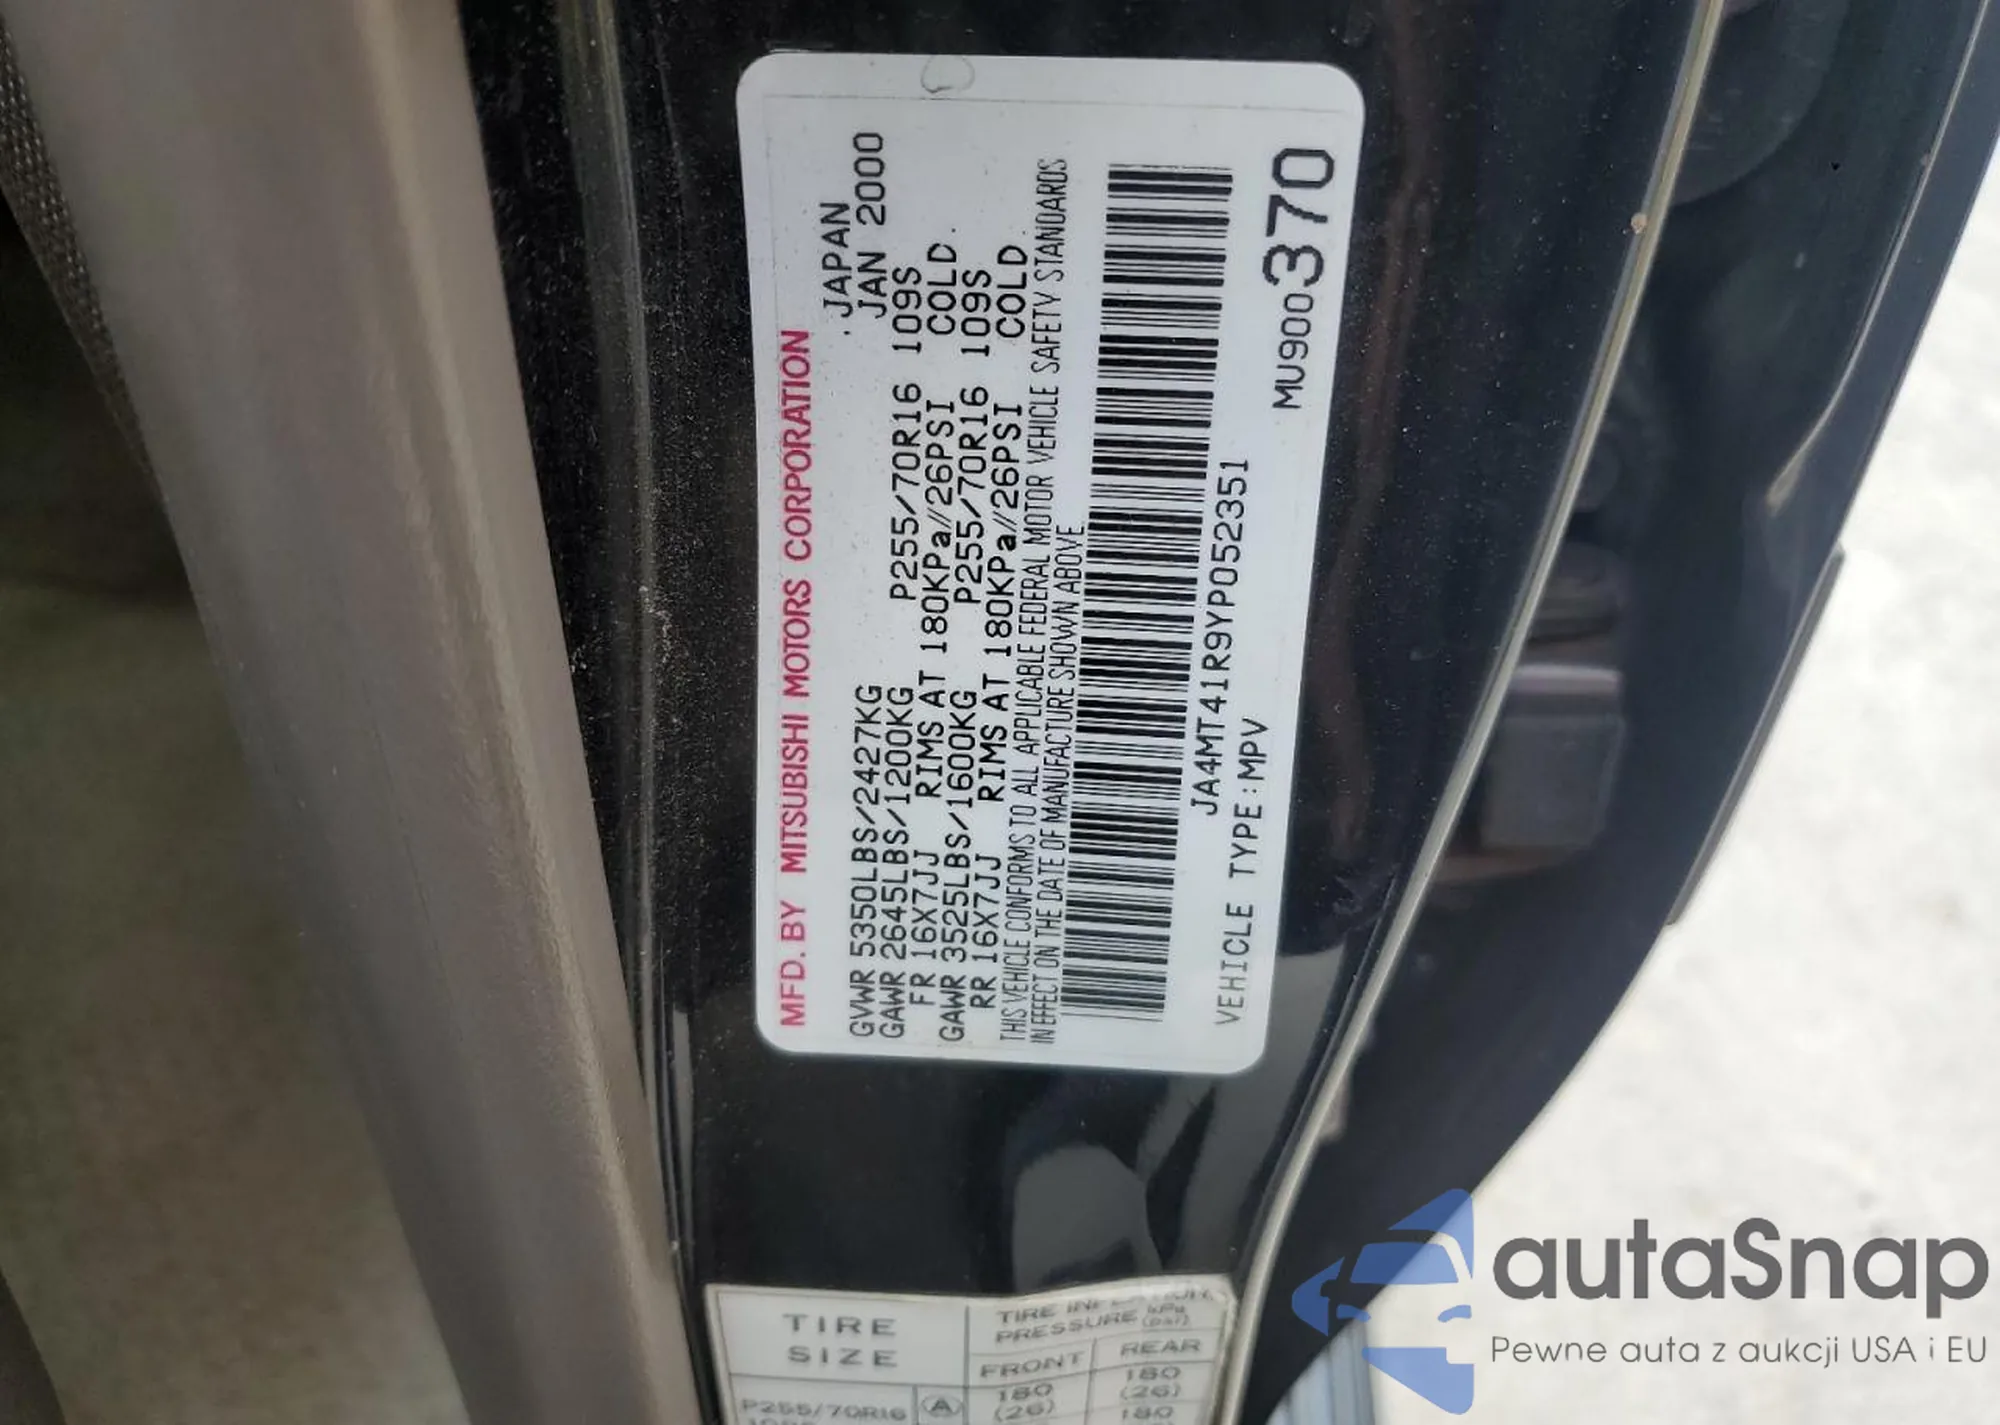 MFD. BY MITSUBISHI MOTORS CORPORATION
JAPAN
GVWR 5350LBS/2427KG JAN 2000
GAWR 2645LBS/1200KG P255/70R16 109S
FR 16X7JJ RIMS AT 180KPa//26PSI COLD
GAWR 3525LBS/1600KG P255/70R16 109S
RR 16X7JJ RIMS AT 180KPa//26PSI COLD
THIS VEHICLE CONFORMS TO ALL APPLICABLE FEDERAL MOTOR VEHICLE SAFETY STANDARDS
IN EFFECT ON THE DATE OF MANUFACTURE SHOWN ABOVE.
JA4MT41R9YP052351
VEHICLE TYPE:MPV
MU900370
TIRE SIZE
TIRE INFLATION PRESSURE kPa (psi)
FRONT REAR
P255/70R16 A 180 (26) 180 (26)
180
autaSnap
Pewne auta z aukcji USA i EU